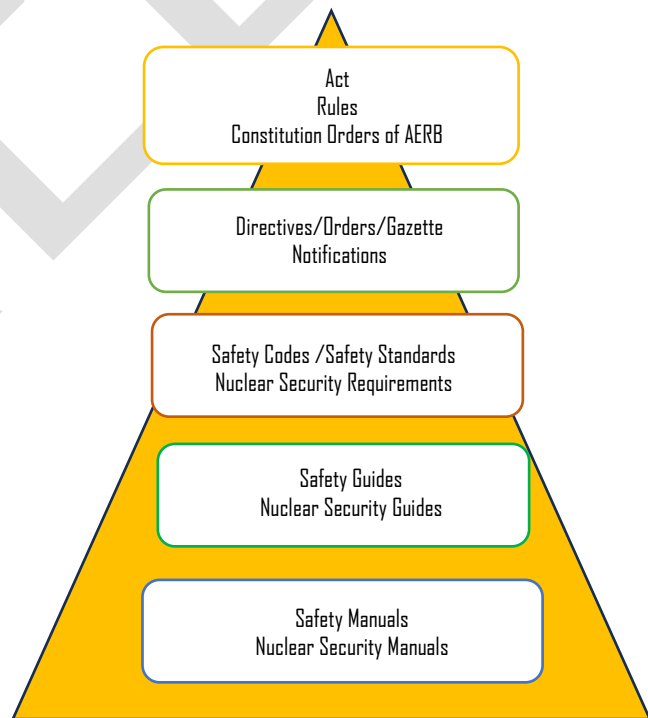 Act
Rules
Constitution Orders of AERB
Directives/Orders/Gazette
Notifications
Safety Codes /Safety Standards
Nuclear Security Requirements
Safety Guides
Nuclear Security Guides
Safety Manuals
Nuclear Security Manuals